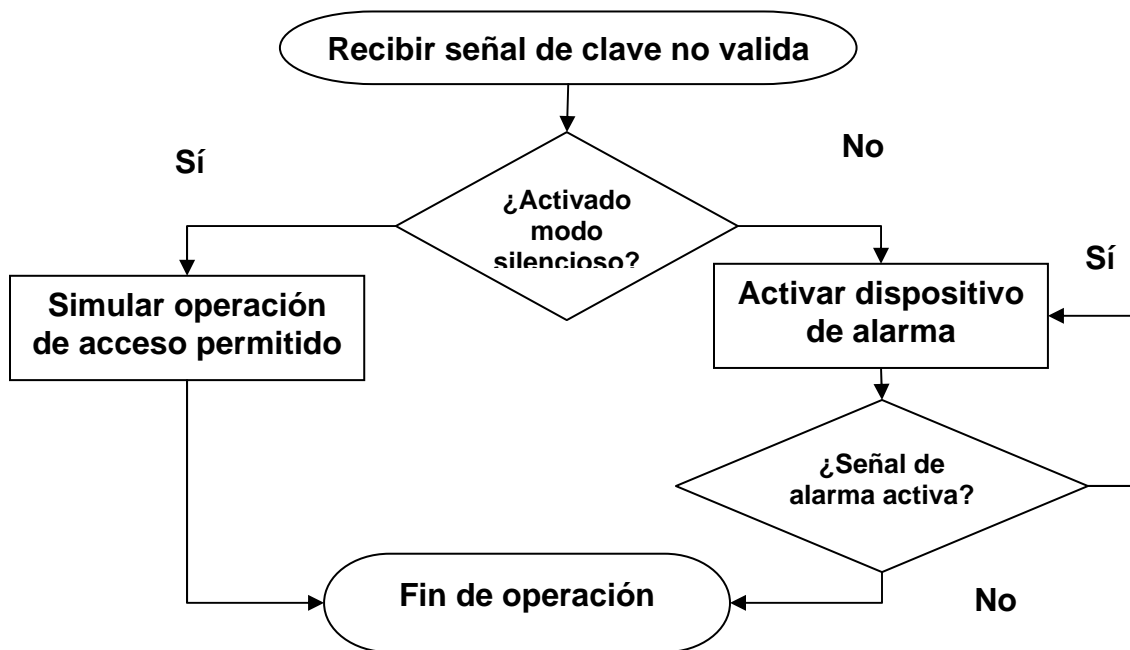 Recibir señal de clave no valida
Sí
No
¿Activado
modo
silencioso?
Sí
Simular operación
de acceso permitido
Activar dispositivo
de alarma
¿Señal de
alarma activa?
Fin de operación
No